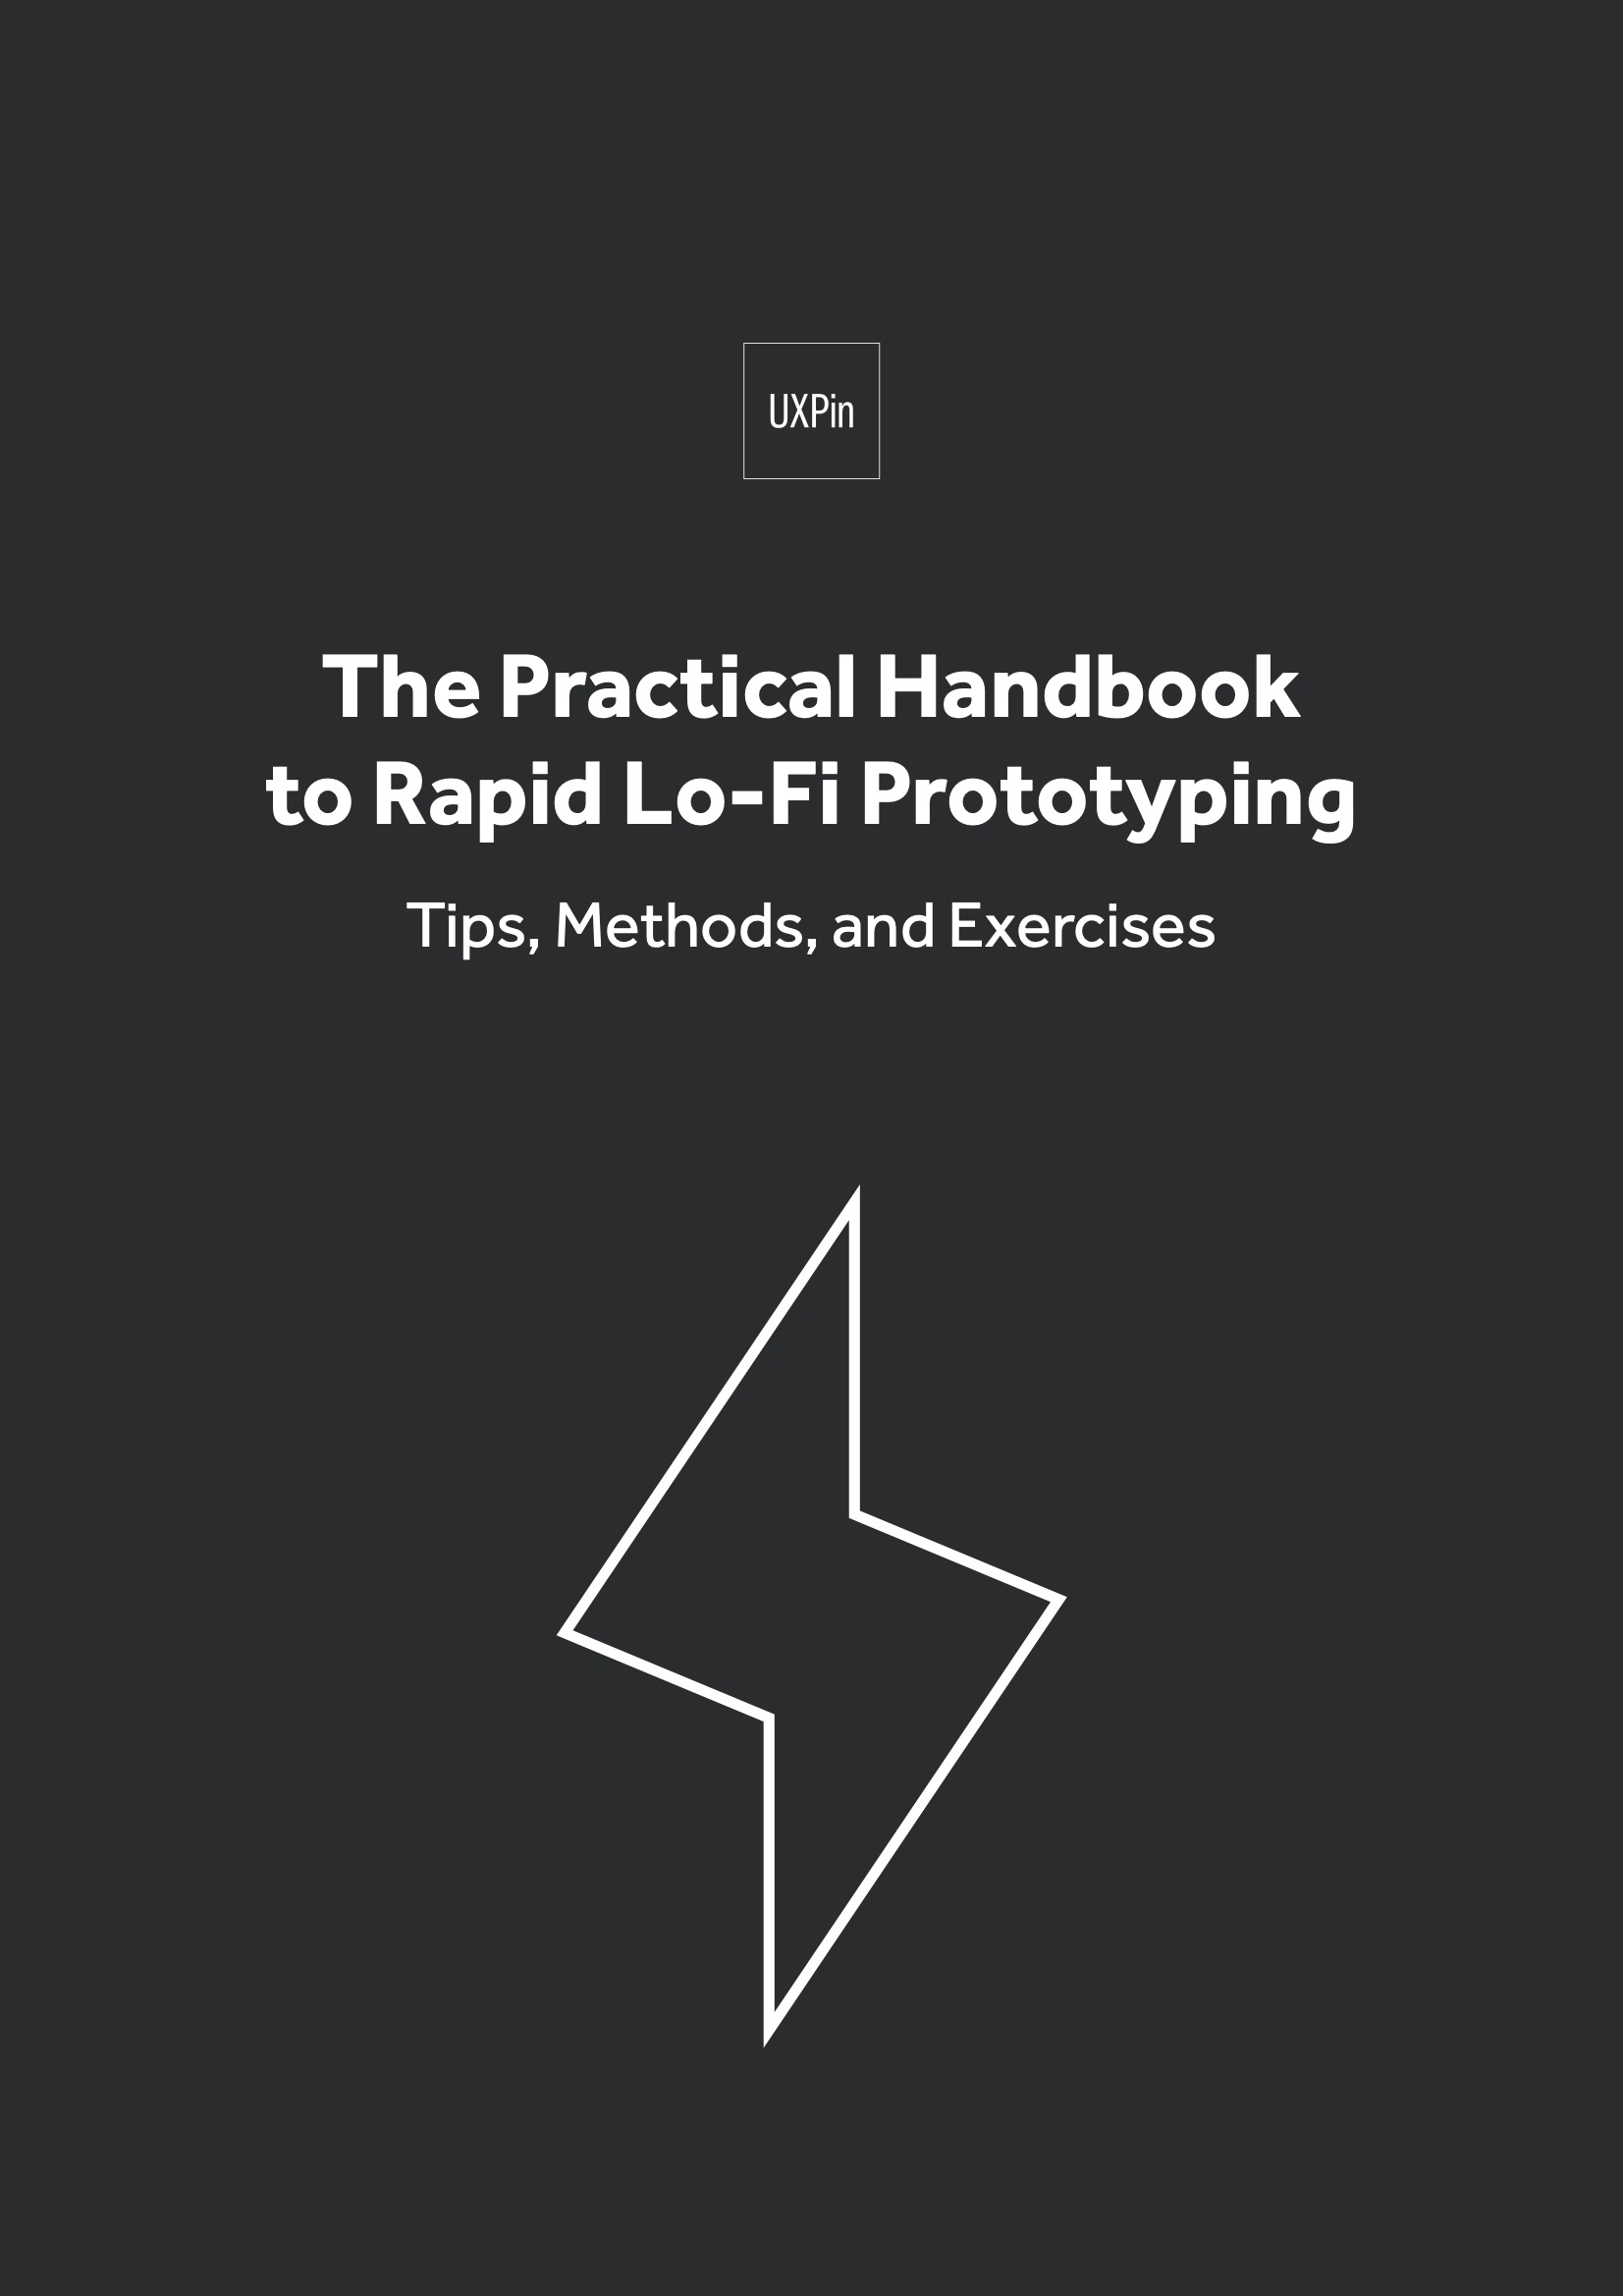 UXPin
The Practical Handbook
to Rapid Lo-Fi Prototyping
Tips, Methods, and Exercises